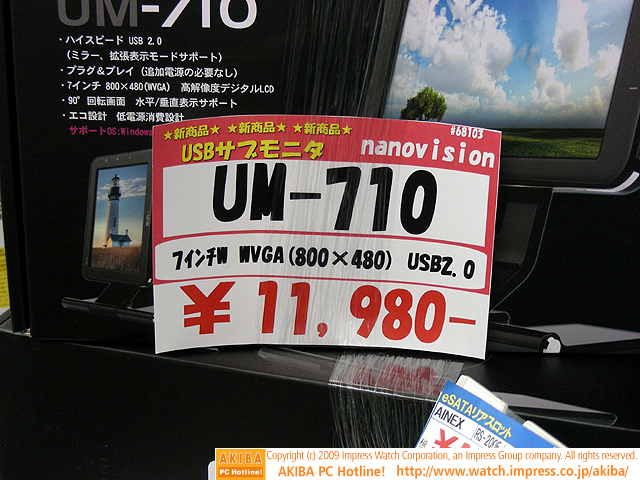 UM-710
・ハイスピード USB 2.0
(ミラー、拡張表示モードサポート)
・プラグ&プレイ (追加電源の必要なし)
・7インチ 800×480(WVGA) 高解像度デジタルLCD
・90°回転画面 水平/垂直表示サポート
・エコ設計 低電源消費設計
サポートOS:Windows
★新商品★ ★新商品★ ★新商品★
#68103
USBサブモニタ nanovision
UM-710
7インチW WVGA(800×480) USB2.0
¥11,980-
eSATAリアスロット
AINEX
RS-200E
AKIBA
PC Hotline!
Copyright (c) 2009 Impress Watch Corporation, an Impress Group company. All rights reserved.
AKIBA PC Hotline! http://www.watch.impress.co.jp/akiba/